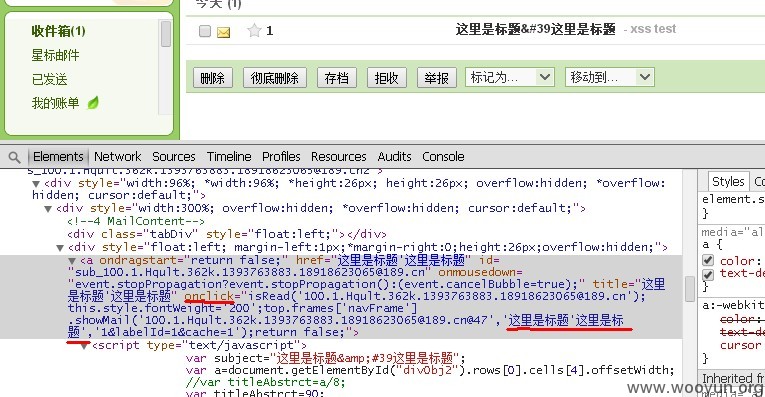 今天 (1)
收件箱(1)
1
这里是标题&#39这里是标题 - xss test
星标邮件
已发送
我的账单
删除 彻底删除 存档 拒收 举报 标记为... 移动到...
Elements Network Sources Timeline Profiles Resources Audits Console
s_100.1.Hqult.362k.1393763883.18918623065@189.cn2">
▼<div style="width:96%; *width:96%; *height:26px; height:26px; overflow:hidden; *overflow:
hidden; cursor:default;">
▼<div style="width:300%; overflow:hidden; *overflow:hidden; cursor:default;">
<!--4 MailContent-->
<div class="tabDiv" style="float:left;"></div>
▼<div style="float:left; margin-left:1px;*margin-right:0;height:26px;overflow:hidden;">
▼<a ondragstart="return false;" href="这里是标题'这里是标题" id=
"sub_100.1.Hqult.362k.1393763883.18918623065@189.cn" onmousedown=
"event.stopPropagation?event.stopPropagation():(event.cancelBubble=true);" title="这里
是标题'这里是标题" onclick="isRead('100.1.Hqult.362k.1393763883.18918623065@189.cn');
this.style.fontWeight='200';top.frames['navFrame']
.showMail('100.1.Hqult.362k.1393763883.18918623065@189.cn@47','这里是标题'这里是标
题','1&labelId=1&cache=1');return false;">
▼<script type="text/javascript">
var subject="这里是标题&amp;#39这里是标题";
var a=document.getElementById("divObj2").rows[0].cells[4].offsetWidth;
//var titleAbstrct=a/8;
var titleAbstrct=90;
Styles
element.s
}
media="al
a {
color:
text-de
}
a:-webkit
color:
text-de
cursor
}
Inherited f
www.wooyun.org